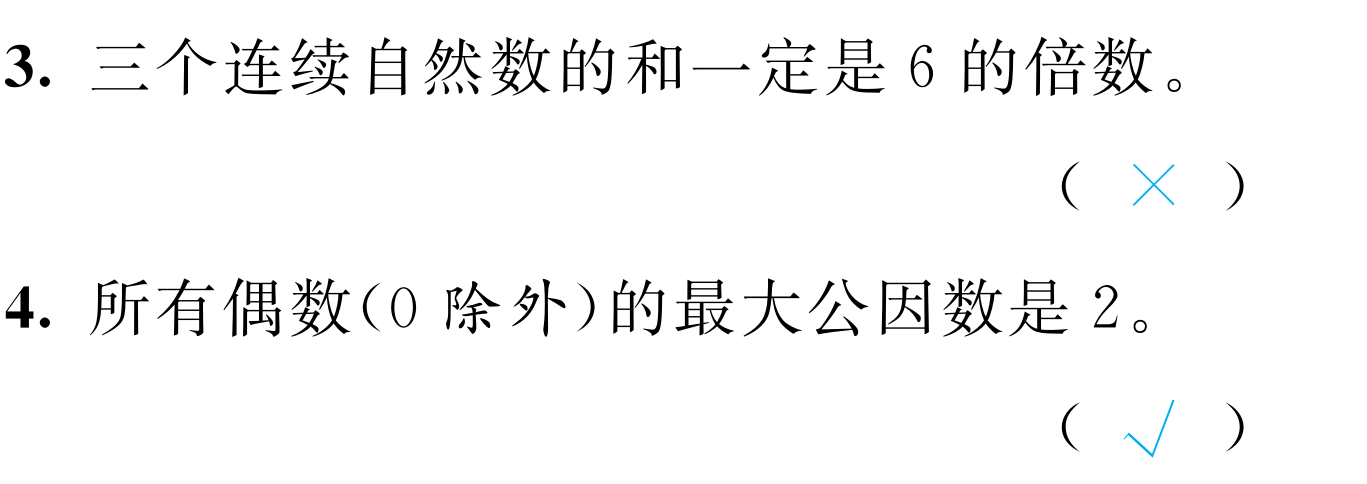 3. 三个连续自然数的和一定是 6 的倍数。
( × )
4. 所有偶数(0 除外)的最大公因数是 2。
( √ )